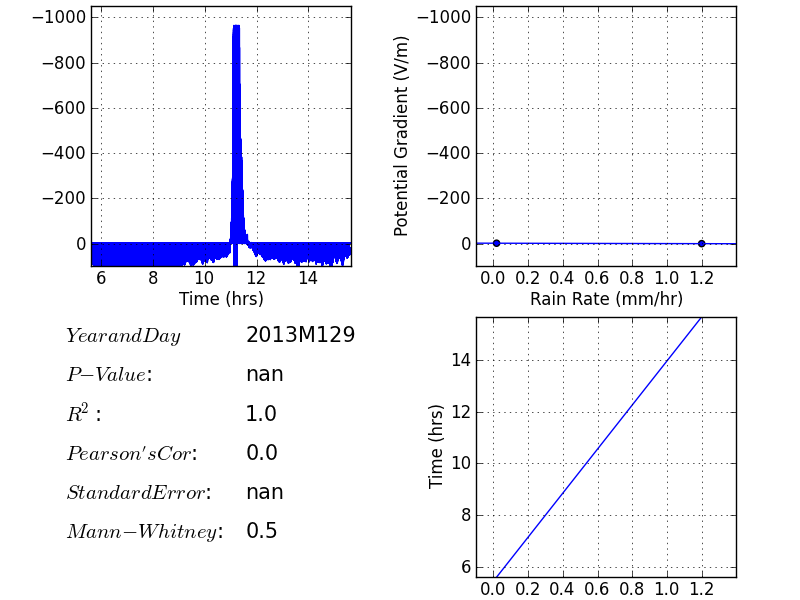 −1000
−800
−600
−400
−200
0
6 8 10 12 14
Time (hrs)
Potential Gradient (V/m)
−1000
−800
−600
−400
−200
0
0.0 0.2 0.4 0.6 0.8 1.0 1.2
Rain Rate (mm/hr)
YearandDay 2013M129
P−Value: nan
R² : 1.0
Pearson'sCor: 0.0
StandardError: nan
Mann−Whitney: 0.5
Time (hrs)
14
12
10
8
6
0.0 0.2 0.4 0.6 0.8 1.0 1.2